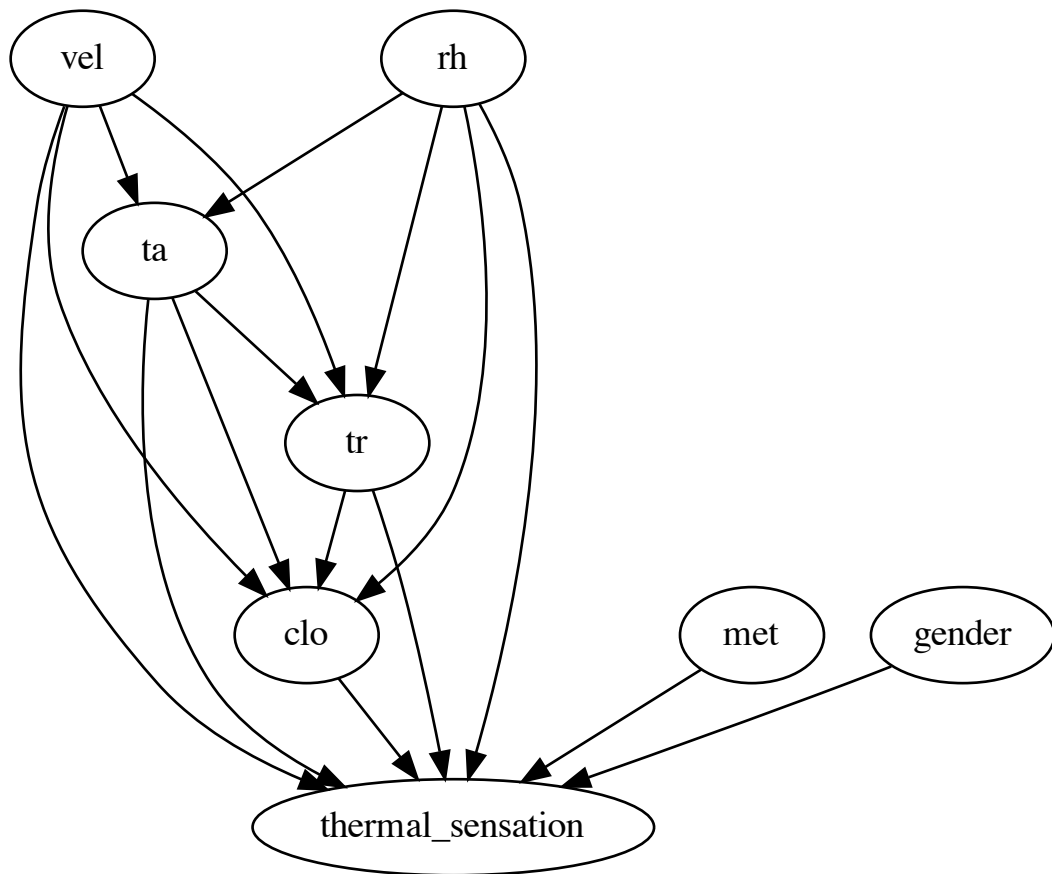 vel
rh
ta
tr
clo
met
gender
thermal_sensation